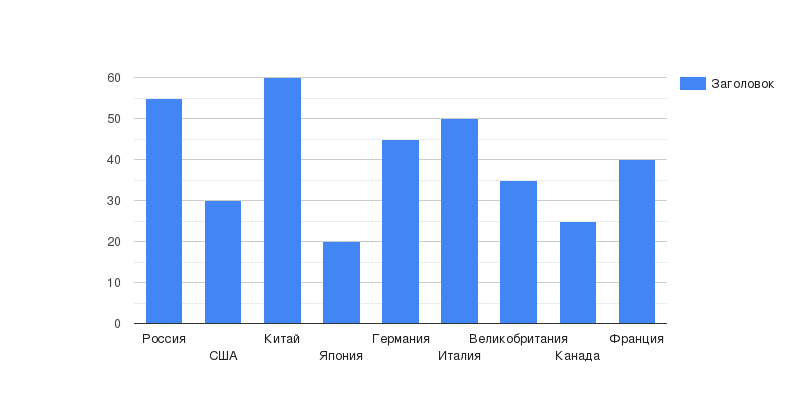 60
50
40
30
20
10
0
Заголовок
Россия
США
Китай
Япония
Германия
Италия
Великобритания
Канада
Франция